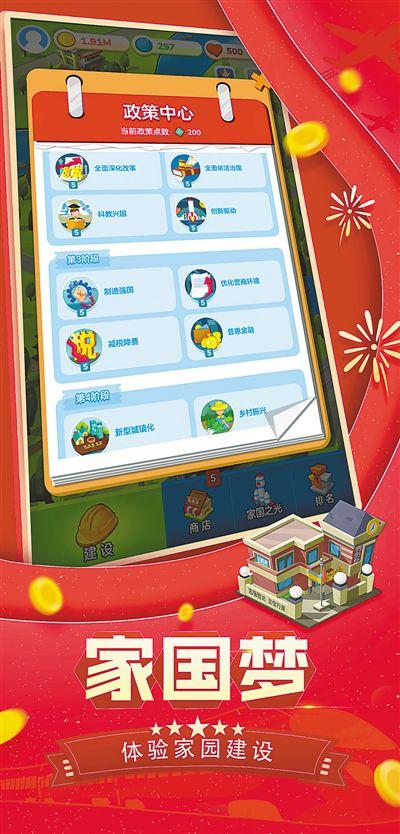 1.91M 297 500
政策中心
当前政策点数: 200
全面深化改革 全面依法治国
5 5
科教兴国 创新驱动
5 5
第3阶段
制造强国 优化营商环境
5 5
减税降费 普惠金融
税
5 5
第4阶段
新型城镇化 乡村振兴
5
建设 商店 家国之光 排名
家国梦
体验家园建设